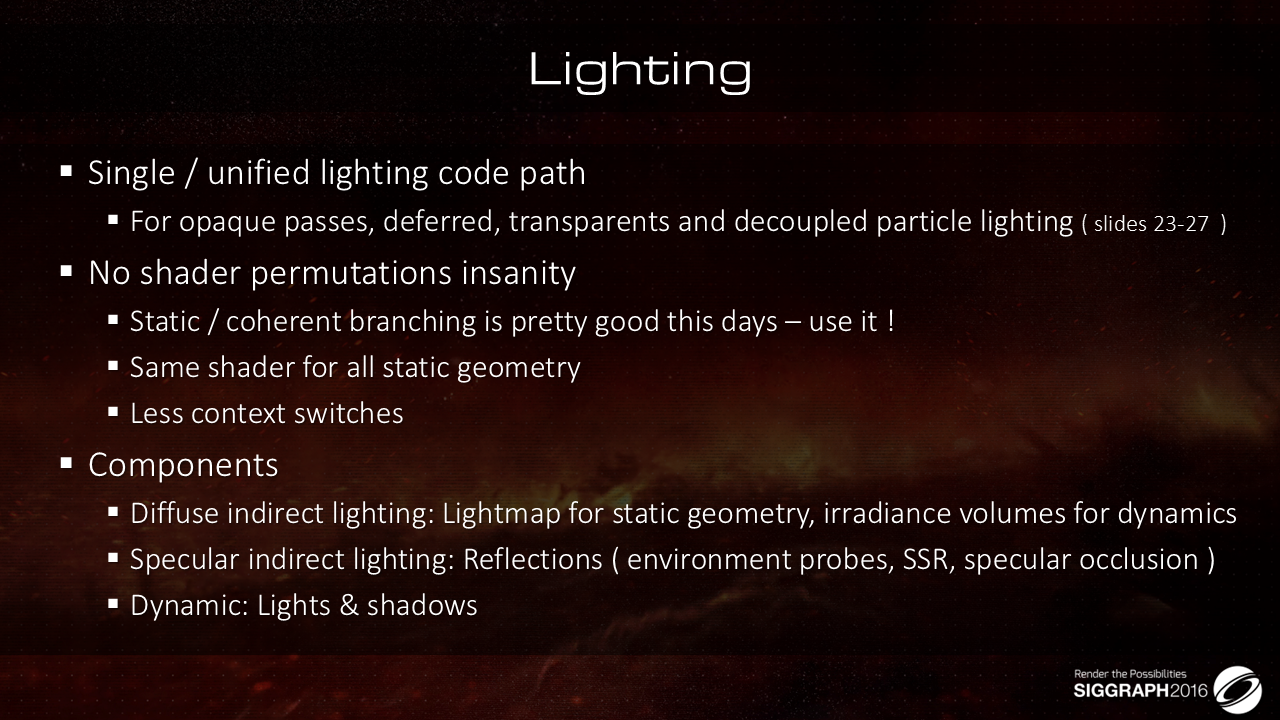 Lighting
▪ Single / unified lighting code path
▪ For opaque passes, deferred, transparents and decoupled particle lighting ( slides 23-27 )
▪ No shader permutations insanity
▪ Static / coherent branching is pretty good this days – use it !
▪ Same shader for all static geometry
▪ Less context switches
▪ Components
▪ Diffuse indirect lighting: Lightmap for static geometry, irradiance volumes for dynamics
▪ Specular indirect lighting: Reflections ( environment probes, SSR, specular occlusion )
▪ Dynamic: Lights & shadows
Render the Possibilities
SIGGRAPH2016